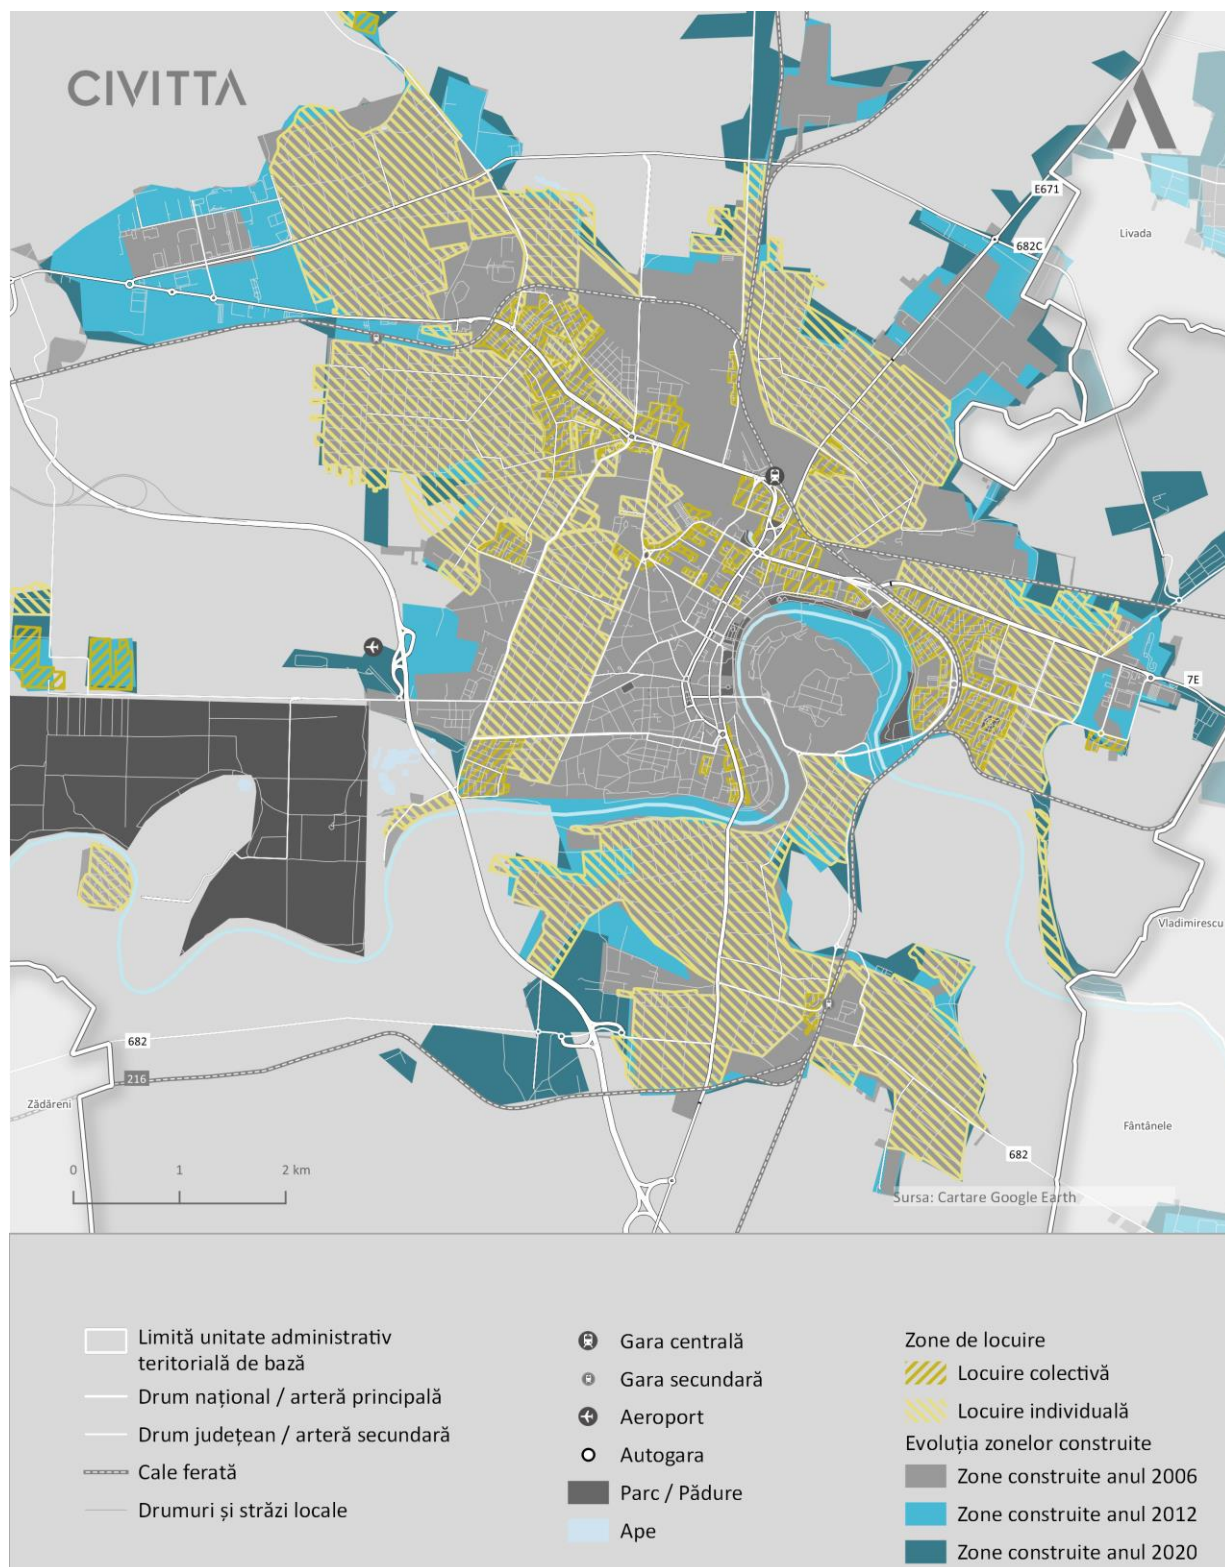 CIVITTA
E671
682C
Livada
7E
Vladimirescu
682
216
Zădăreni
Fântânele
682
0 1 2 km
Sursa: Cartare Google Earth
Limită unitate administrativ
teritorială de bază
Drum național / arteră principală
Drum județean / arteră secundară
Cale ferată
Drumuri și străzi locale
Gara centrală
Gara secundară
Aeroport
Autogara
Parc / Pădure
Ape
Zone de locuire
Locuire colectivă
Locuire individuală
Evoluția zonelor construite
Zone construite anul 2006
Zone construite anul 2012
Zone construite anul 2020